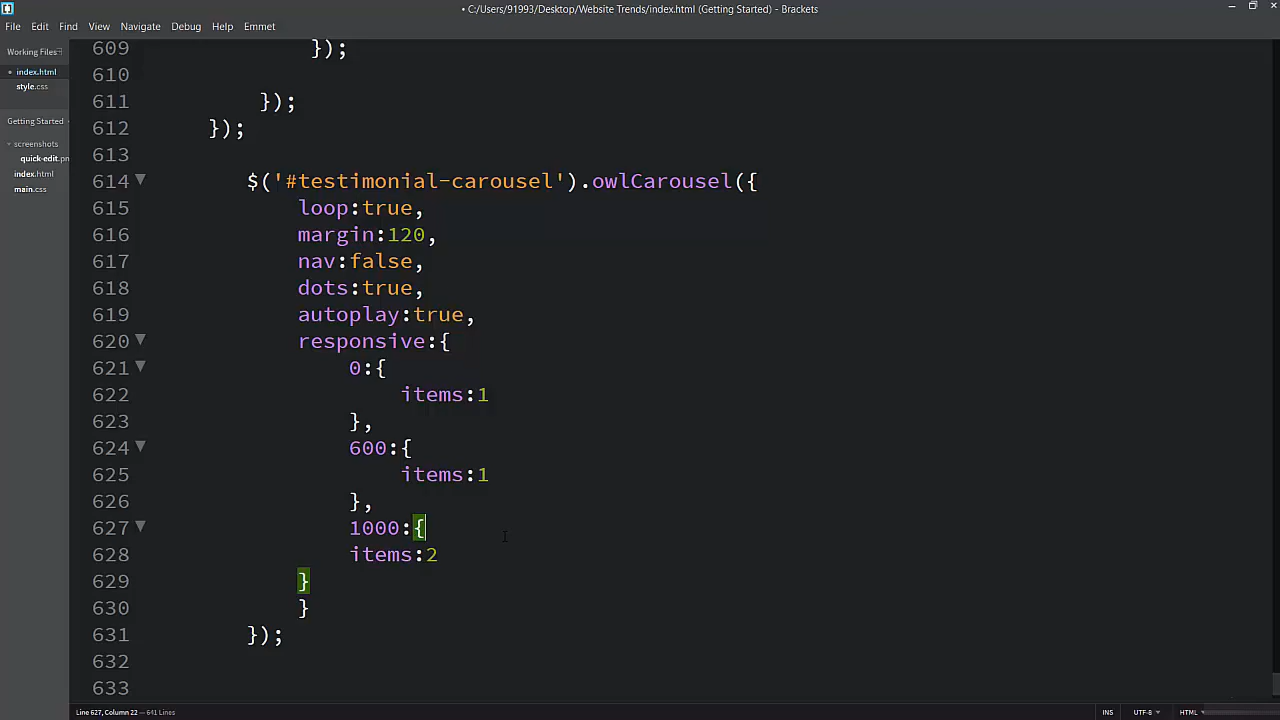 • C:/Users/91993/Desktop/Website Trends/index.html (Getting Started) - Brackets
File Edit Find View Navigate Debug Help Emmet
Working Files
index.html
style.css
Getting Started
screenshots
quick-edit.pn
index.html
main.css
609 });
610
611 });
612 });
613
614 $('#testimonial-carousel').owlCarousel({
615 loop:true,
616 margin:120,
617 nav:false,
618 dots:true,
619 autoplay:true,
620 responsive:{
621 0:{
622 items:1
623 },
624 600:{
625 items:1
626 },
627 1000:{
628 items:2
629 }
630 }
631 });
632
633
Line 627, Column 22 — 641 Lines
INS UTF-8 HTML